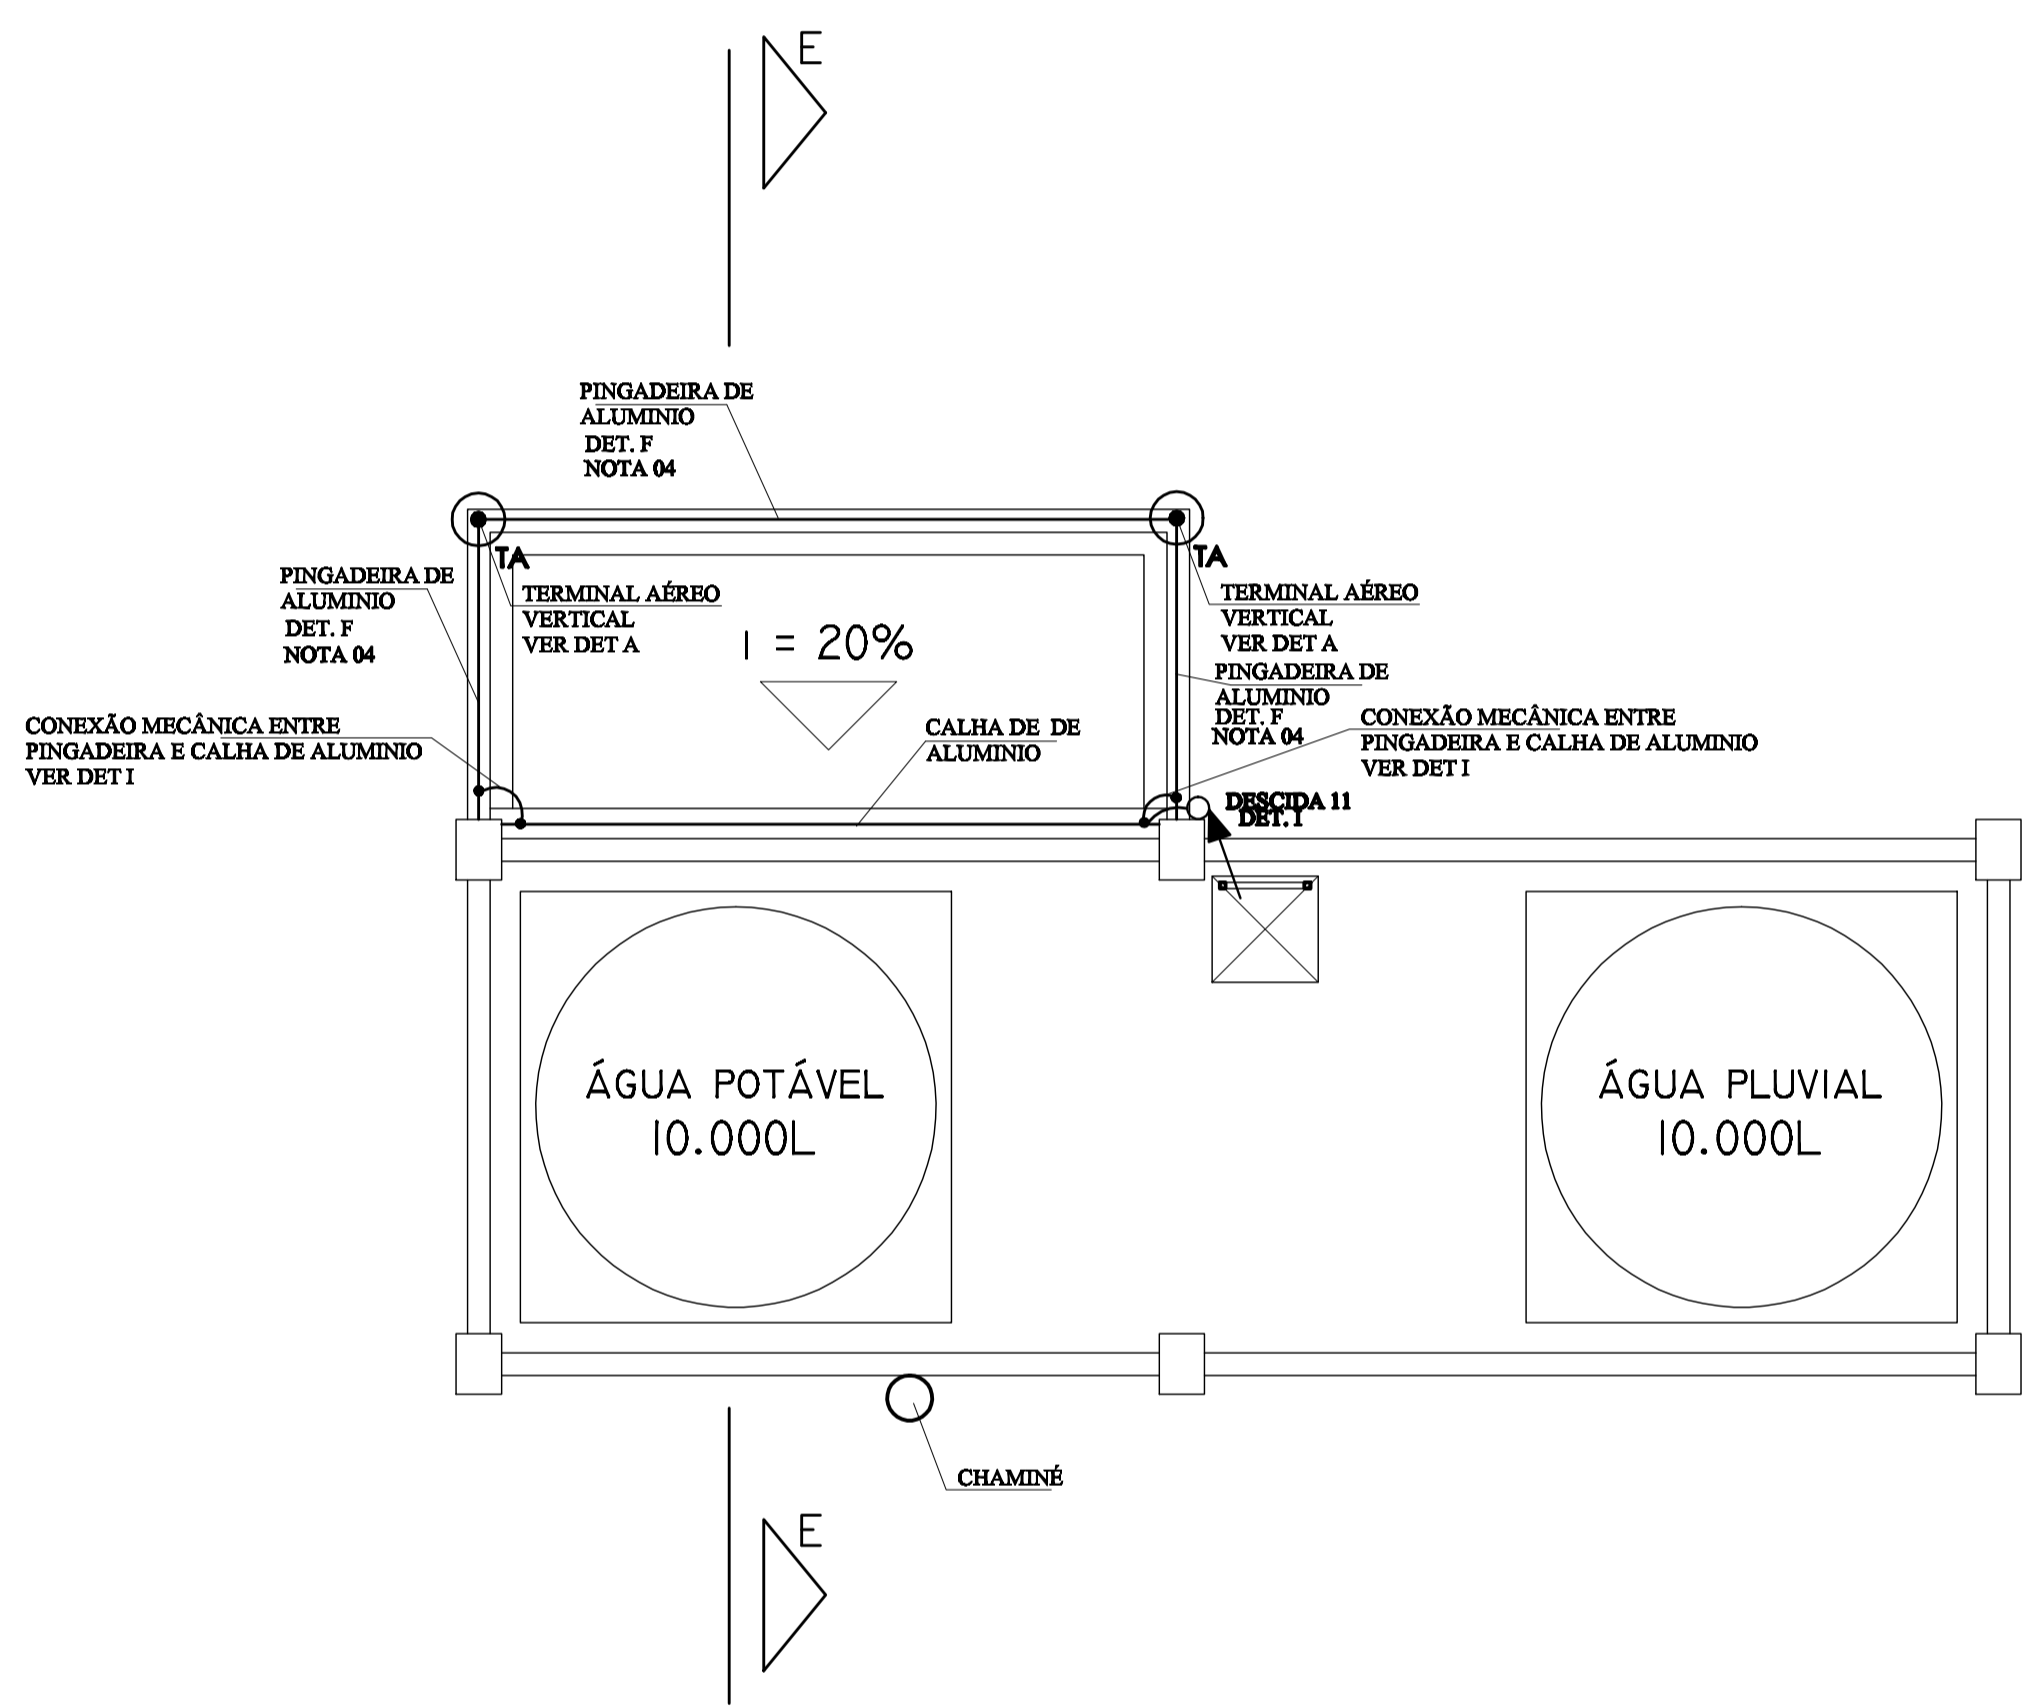 E
PINGADEIRA DE
ALUMINIO
DET. F
NOTA 04
TA
TA
PINGADEIRA DE
ALUMINIO
DET. F
NOTA 04
TERMINAL AÉREO
VERTICAL
VER DET A
I = 20%
TERMINAL AÉREO
VERTICAL
VER DET A
PINGADEIRA DE
ALUMINIO
DET. F
NOTA 04
CONEXÃO MECÂNICA ENTRE
PINGADEIRA E CALHA DE ALUMINIO
VER DET I
CALHA DE DE
ALUMINIO
CONEXÃO MECÂNICA ENTRE
PINGADEIRA E CALHA DE ALUMINIO
VER DET I
DESCIDA 11
DET. I
ÁGUA POTÁVEL
10.000L
ÁGUA PLUVIAL
10.000L
CHAMINÉ
E